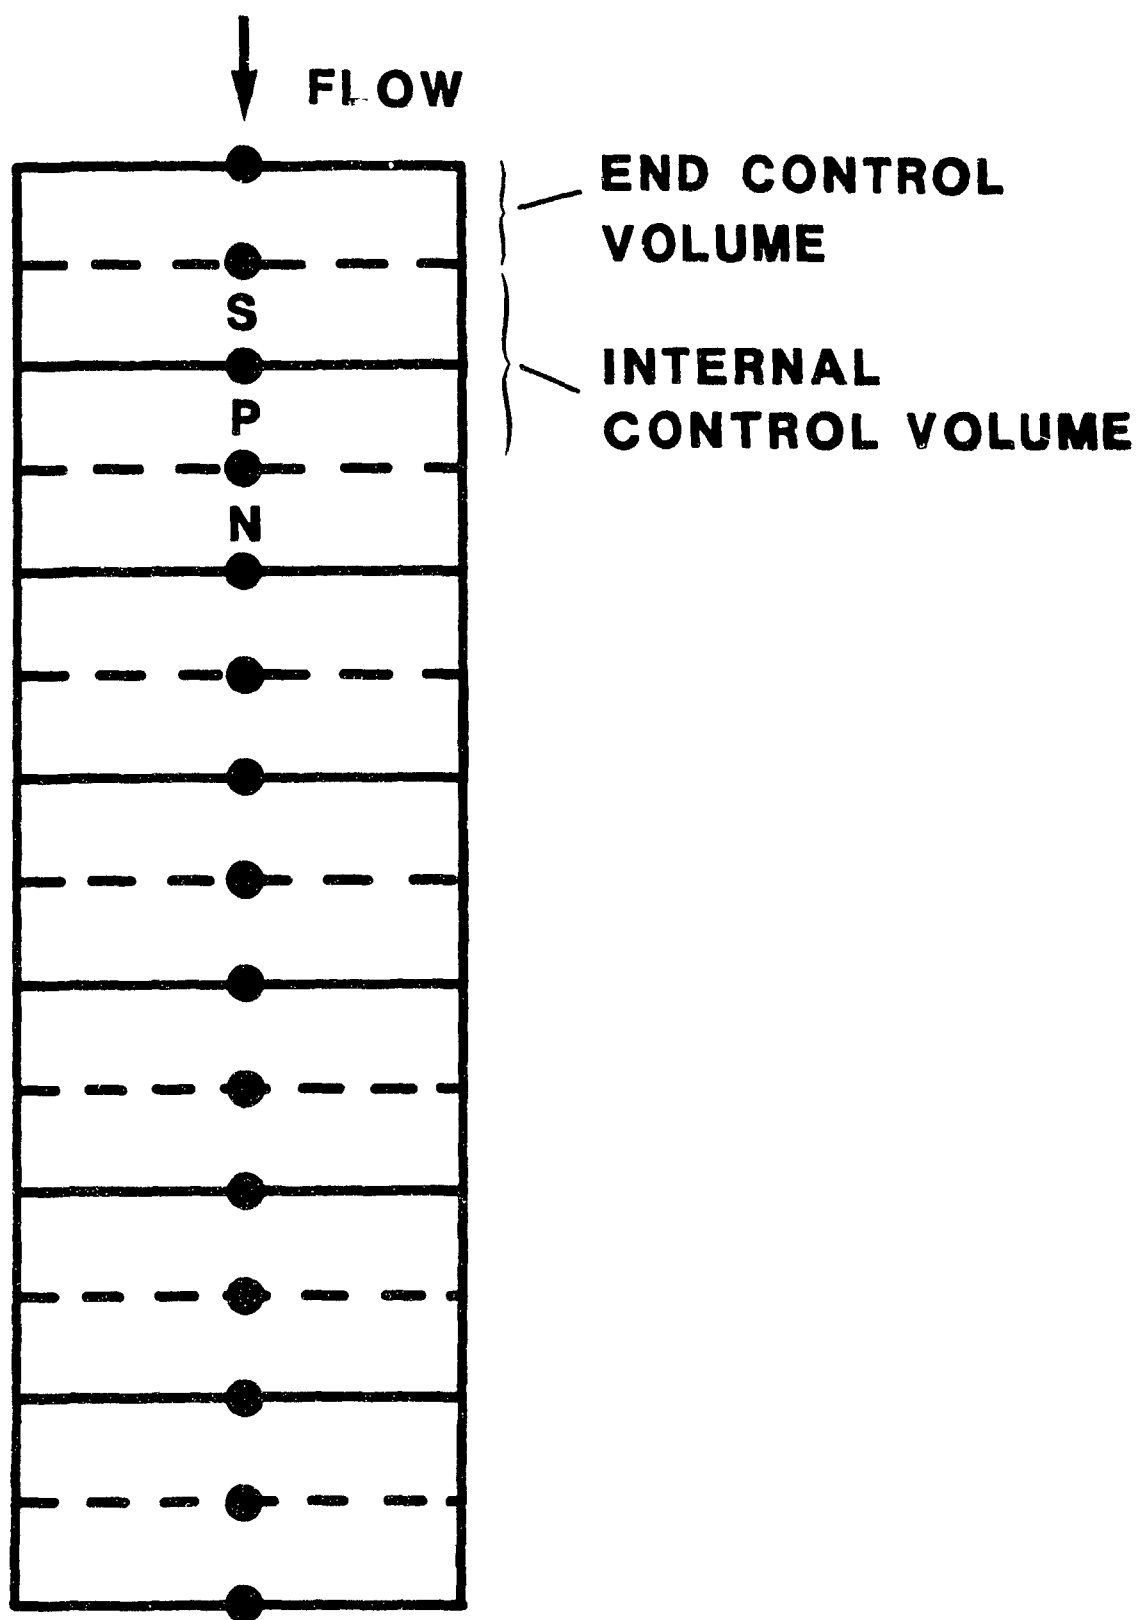 FLOW
END CONTROL
VOLUME
S
INTERNAL
P
CONTROL VOLUME
N